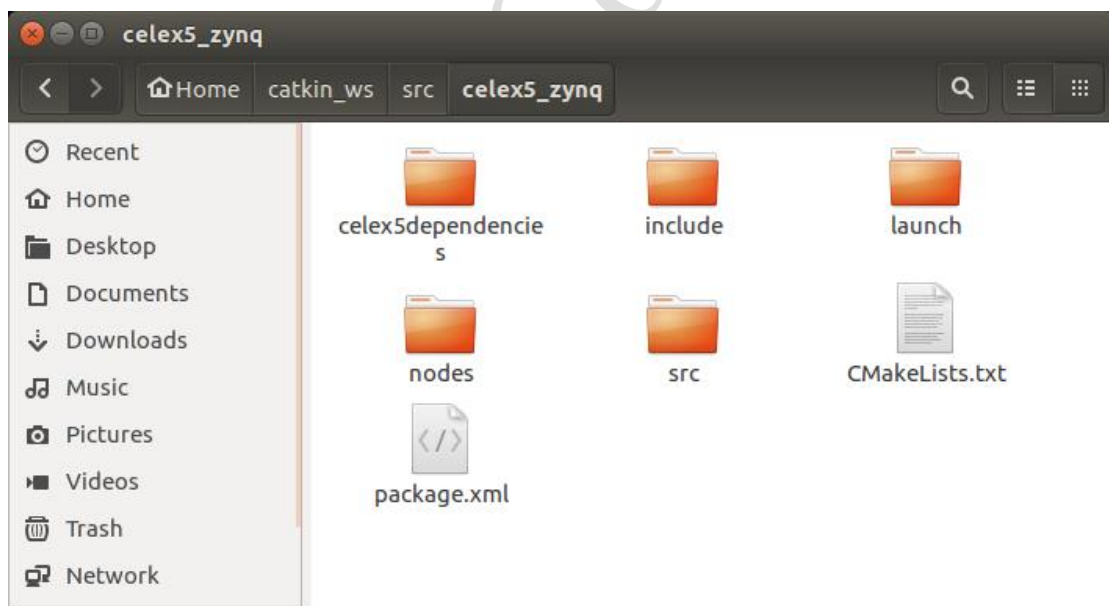 celex5_zynq
Home catkin_ws src celex5_zynq
Recent
Home
Desktop
Documents
Downloads
Music
Pictures
Videos
Trash
Network
celex5dependencie
s
include
launch
nodes
src
CMakeLists.txt
package.xml